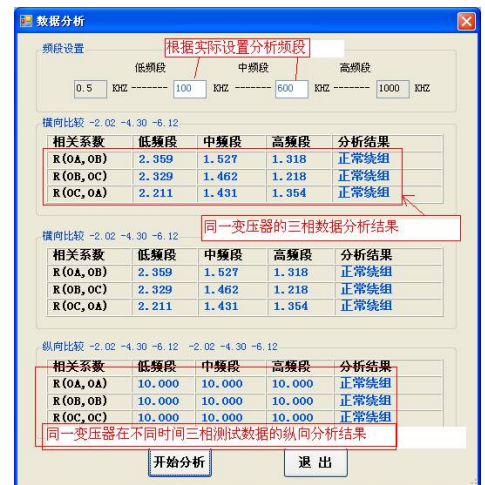 数据分析
频段设置
根据实际设置分析频段
低频段 中频段 高频段
0.5 KHZ ------- 100 KHZ ------- 600 KHZ ------- 1000 KHZ
横向比较 -2.02 -4.30 -6.12
相关系数 低频段 中频段 高频段 分析结果
R(OA,OB) 2.359 1.527 1.318 正常绕组
R(OB,OC) 2.329 1.462 1.218 正常绕组
R(OC,OA) 2.211 1.431 1.354 正常绕组
同一变压器的三相数据分析结果
横向比较 -2.02 -4.30 -6.12
相关系数 低频段 中频段 高频段 分析结果
R(OA,OB) 2.359 1.527 1.318 正常绕组
R(OB,OC) 2.329 1.462 1.218 正常绕组
R(OC,OA) 2.211 1.431 1.354 正常绕组
纵向比较 -2.02 -4.30 -6.12 -2.02 -4.30 -6.12
相关系数 低频段 中频段 高频段 分析结果
R(OA,OA) 10.000 10.000 10.000 正常绕组
R(OB,OB) 10.000 10.000 10.000 正常绕组
R(OC,OC) 10.000 10.000 10.000 正常绕组
同一变压器在不同时间三相测试数据的纵向分析结果
开始分析 退 出